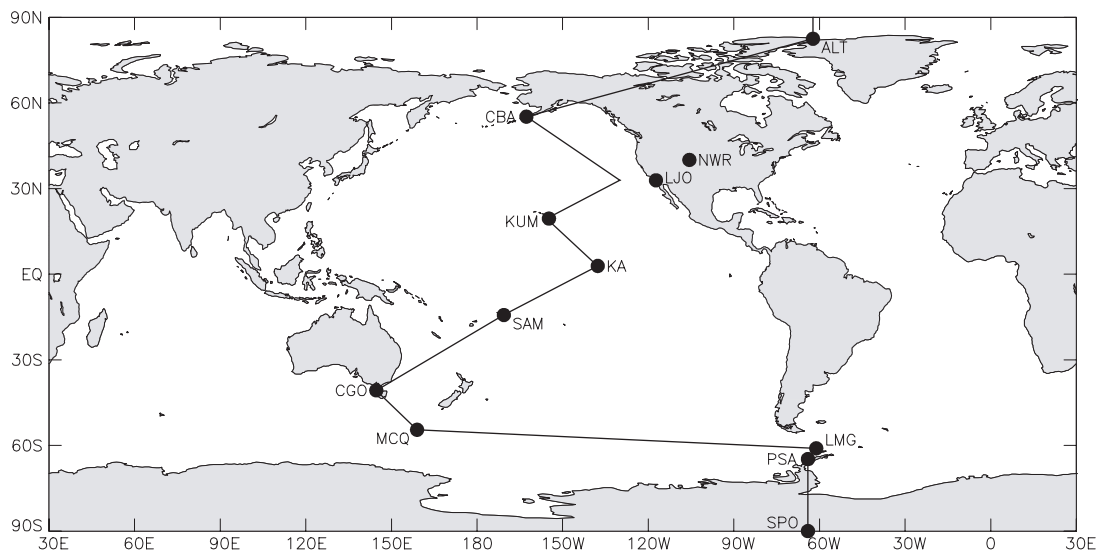 90N
ALT
60N
CBA
NWR
30N
LJO
KUM
EQ
KA
SAM
30S
CGO
MCQ
LMG
60S
PSA
SPO
90S
30E 60E 90E 120E 150E 180 150W 120W 90W 60W 30W 0 30E